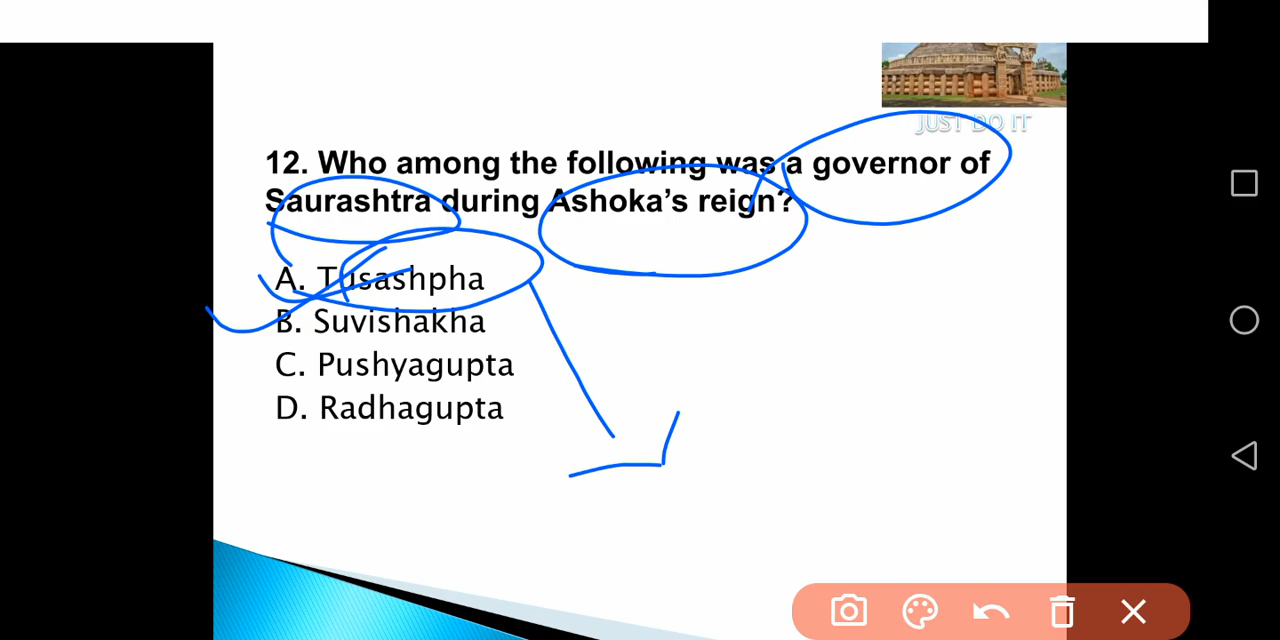 JUST DO IT
12. Who among the following was a governor of
Saurashtra during Ashoka's reign?
A. Tusashpha
B. Suvishakha
C. Pushyagupta
D. Radhagupta